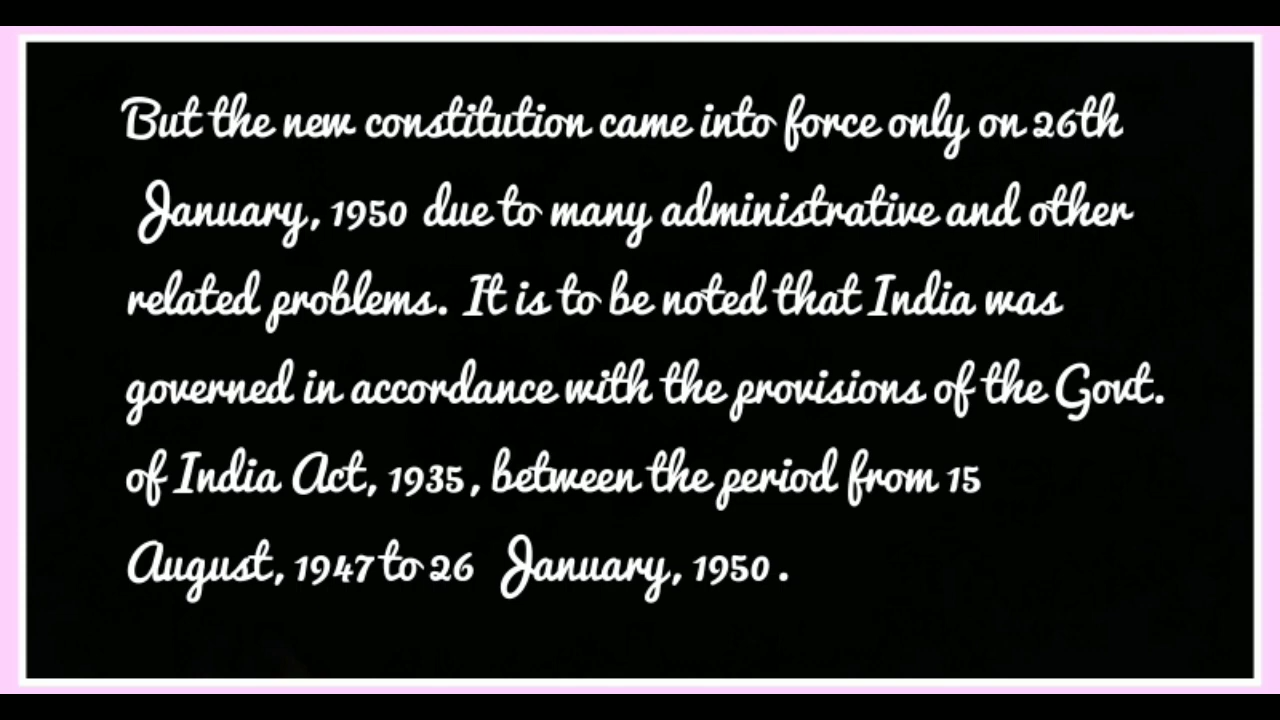 But the new constitution came into force only on 26th
January, 1950 due to many administrative and other
related problems. It is to be noted that India was
governed in accordance with the provisions of the Govt.
of India Act, 1935, between the period from 15
August, 1947 to 26 January, 1950.